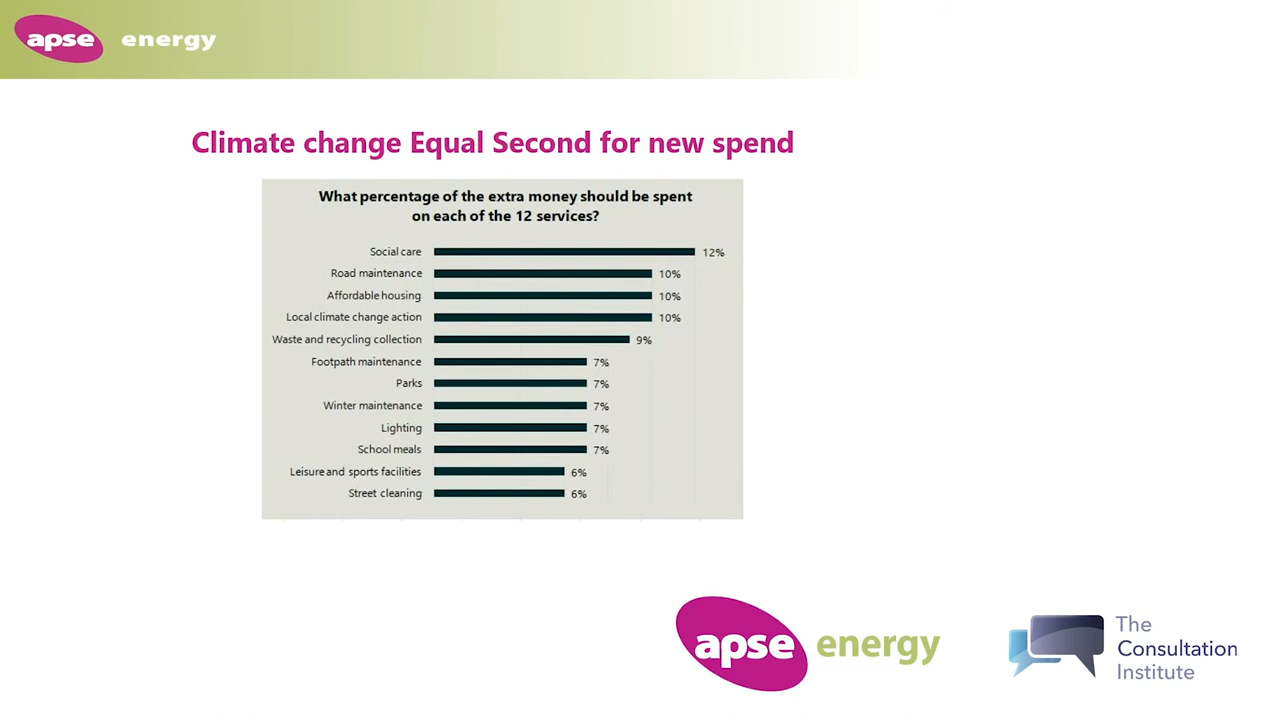 apse energy
Climate change Equal Second for new spend
What percentage of the extra money should be spent
on each of the 12 services?
Social care 12%
Road maintenance 10%
Affordable housing 10%
Local climate change action 10%
Waste and recycling collection 9%
Footpath maintenance 7%
Parks 7%
Winter maintenance 7%
Lighting 7%
School meals 7%
Leisure and sports facilities 6%
Street cleaning 6%
apse energy
The
Consultation
Institute